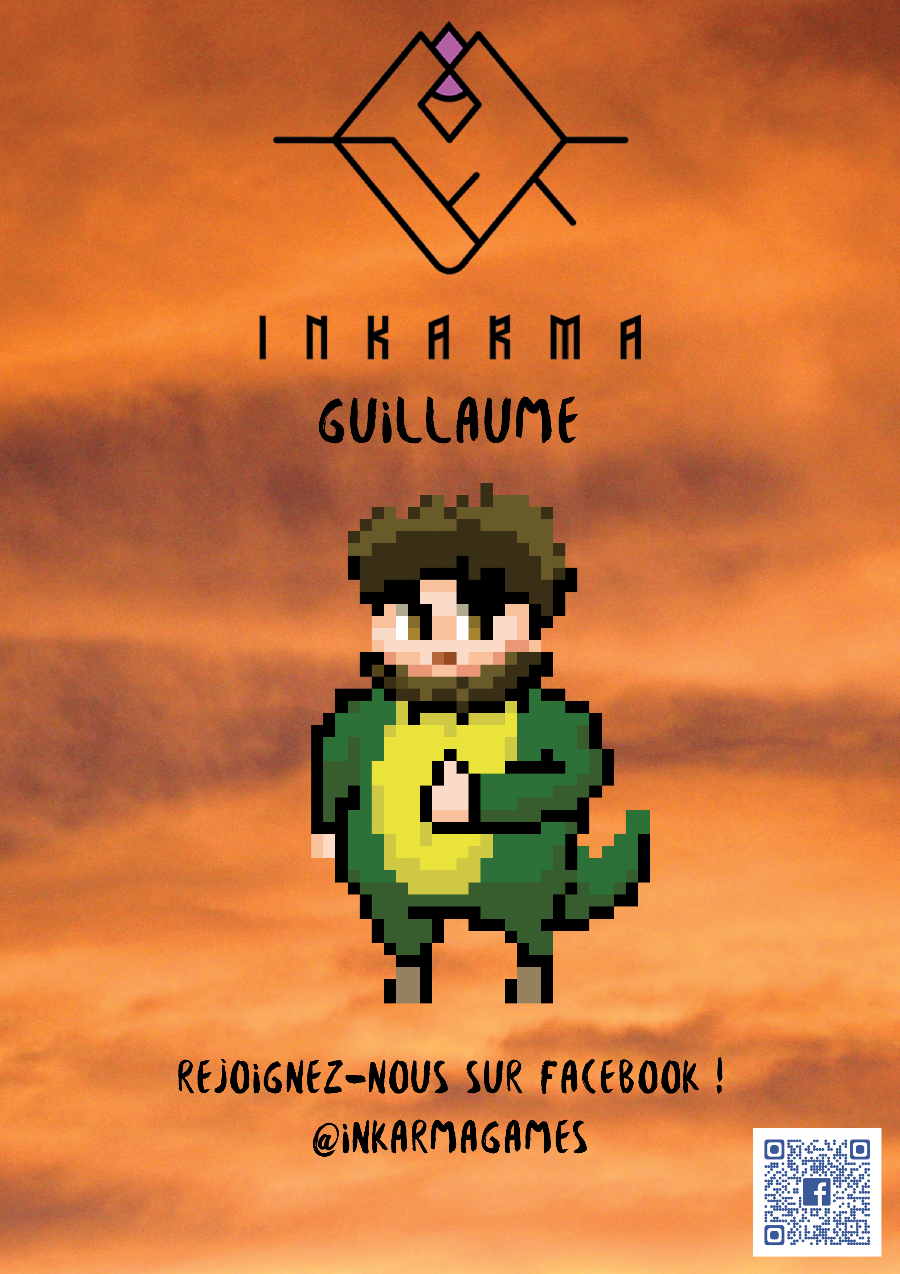 INKARMA
GUiLLAUME
REJOiGNEZ-NOUS SUR FACEBOOK !
@iNKARMAGAMES